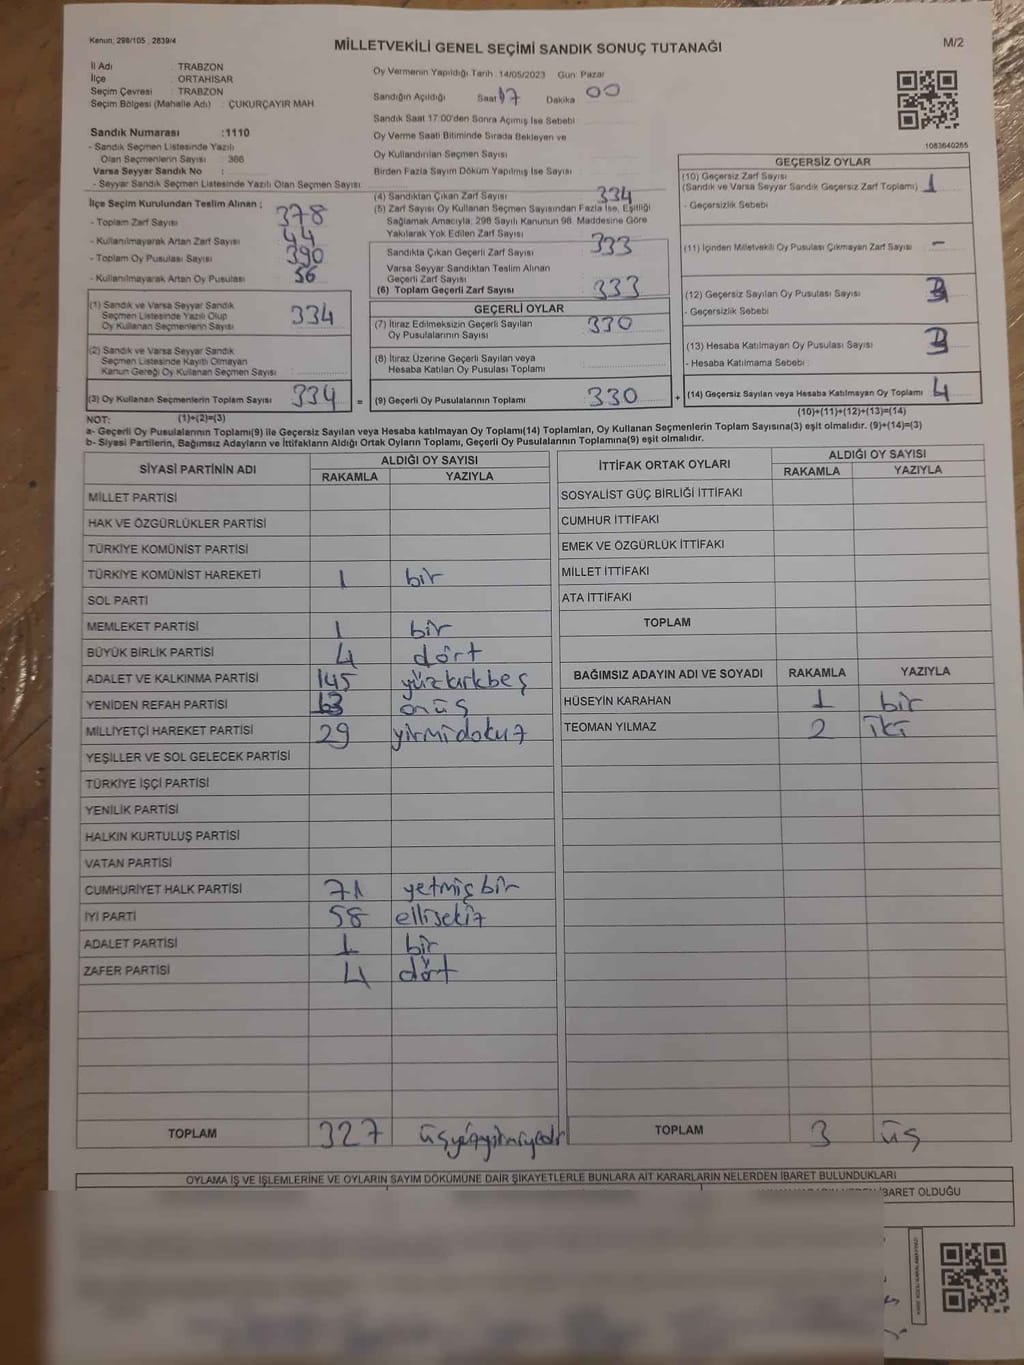 Kanun; 298/105 , 2839/4
MİLLETVEKİLİ GENEL SEÇİMİ SANDIK SONUÇ TUTANAĞI
M/2
İl Adı : TRABZON
İlçe : ORTAHİSAR
Seçim Çevresi : TRABZON
Seçim Bölgesi (Mahalle Adı) : ÇUKURÇAYIR MAH
Sandık Numarası :1110
- Sandık Seçmen Listesinde Yazılı
Olan Seçmenlerin Sayısı : 366
Varsa Seyyar Sandık No :
- Seyyar Sandık Seçmen Listesinde Yazılı Olan Seçmen Sayısı :
Oy Vermenin Yapıldığı Tarih : 14/05/2023 Gün: Pazar
Sandığın Açıldığı Saat 17 Dakika 00
Sandık Saat 17:00'den Sonra Açımış İse Sebebi
Oy Verme Saati Bitiminde Sırada Bekleyen ve
Oy Kullandırılan Seçmen Sayısı
Birden Fazla Sayım Döküm Yapılmış İse Sayısı
1083640265
İlçe Seçim Kurulundan Teslim Alınan ;
- Toplam Zarf Sayısı 378
- Kullanılmayarak Artan Zarf Sayısı 44
- Toplam Oy Pusulası Sayısı 390
- Kullanılmayarak Artan Oy Pusulası 56
(1) Sandık ve Varsa Seyyar Sandık
Seçmen Listesinde Yazılı Olup
Oy Kullanan Seçmenlerin Sayısı 334
(2) Sandık ve Varsa Seyyar Sandık
Seçmen Listesinde Kayıtlı Olmayan
Kanun Gereği Oy Kullanan Seçmen Sayısı :
(3) Oy Kullanan Seçmenlerin Toplam Sayısı 334 =
(4) Sandıktan Çıkan Zarf Sayısı 334
(5) Zarf Sayısı Oy Kullanan Seçmen Sayısından Fazla İse, Eşitliği
Sağlamak Amacıyla; 298 Sayılı Kanunun 98. Maddesine Göre
Yakılarak Yok Edilen Zarf Sayısı
Sandıkta Çıkan Geçerli Zarf Sayısı 333
Varsa Seyyar Sandıktan Teslim Alınan
Geçerli Zarf Sayısı
(6) Toplam Geçerli Zarf Sayısı 333
GEÇERLİ OYLAR
(7) İtiraz Edilmeksizin Geçerli Sayılan
Oy Pusulalarının Sayısı 330
(8) İtiraz Üzerine Geçerli Sayılan veya
Hesaba Katılan Oy Pusulası Toplamı
(9) Geçerli Oy Pusulalarının Toplamı 330 +
GEÇERSİZ OYLAR
(10) Geçersiz Zarf Sayısı
(Sandık ve Varsa Seyyar Sandık Geçersiz Zarf Toplamı) 1
- Geçersizlik Sebebi
(11) İçinden Milletvekili Oy Pusulası Çıkmayan Zarf Sayısı -
(12) Geçersiz Sayılan Oy Pusulası Sayısı 3
- Geçersizlik Sebebi
(13) Hesaba Katılmayan Oy Pusulası Sayısı
- Hesaba Katılmama Sebebi
(14) Geçersiz Sayılan veya Hesaba Katılmayan Oy Toplamı 4
NOT: (1)+(2)=(3) (10)+(11)+(12)+(13)=(14)
a- Geçerli Oy Pusulalarının Toplamı(9) ile Geçersiz Sayılan veya Hesaba katılmayan Oy Toplamı(14) Toplamları, Oy Kullanan Seçmenlerin Toplam Sayısına(3) eşit olmalıdır. (9)+(14)=(3)
b- Siyasi Partilerin, Bağımsız Adayların ve İttifakların Aldığı Ortak Oyların Toplamı, Geçerli Oy Pusulalarının Toplamına(9) eşit olmalıdır.
SİYASİ PARTİNİN ADI ALDIĞI OY SAYISI
RAKAMLA YAZIYLA
MİLLET PARTİSİ
HAK VE ÖZGÜRLÜKLER PARTİSİ
TÜRKİYE KOMÜNİST PARTİSİ
TÜRKİYE KOMÜNİST HAREKETİ 1 bir
SOL PARTİ
MEMLEKET PARTİSİ 1 bir
BÜYÜK BİRLİK PARTİSİ 4 dört
ADALET VE KALKINMA PARTİSİ 145 yüzkırkbeş
YENİDEN REFAH PARTİSİ 13 onüç
MİLLİYETÇİ HAREKET PARTİSİ 29 yirmidokuz
YEŞİLLER VE SOL GELECEK PARTİSİ
TÜRKİYE İŞÇİ PARTİSİ
YENİLİK PARTİSİ
HALKIN KURTULUŞ PARTİSİ
VATAN PARTİSİ
CUMHURİYET HALK PARTİSİ 71 yetmişbir
İYİ PARTİ 58 ellisekiz
ADALET PARTİSİ 1 bir
ZAFER PARTİSİ 4 dört
TOPLAM 327 üçyüzyirmiyedi
İTTİFAK ORTAK OYLARI ALDIĞI OY SAYISI
RAKAMLA YAZIYLA
SOSYALİST GÜÇ BİRLİĞİ İTTİFAKI
CUMHUR İTTİFAKI
EMEK VE ÖZGÜRLÜK İTTİFAKI
MİLLET İTTİFAKI
ATA İTTİFAKI
TOPLAM
BAĞIMSIZ ADAYIN ADI VE SOYADI RAKAMLA YAZIYLA
HÜSEYİN KARAHAN 1 bir
TEOMAN YILMAZ 2 iki
TOPLAM 3 üç
OYLAMA İŞ VE İŞLEMLERİNE VE OYLARIN SAYIM DÖKÜMÜNE DAİR ŞİKAYETLERLE BUNLARA AİT KARARLARIN NELERDEN İBARET BULUNDUKLARI
İBARET OLDUĞU